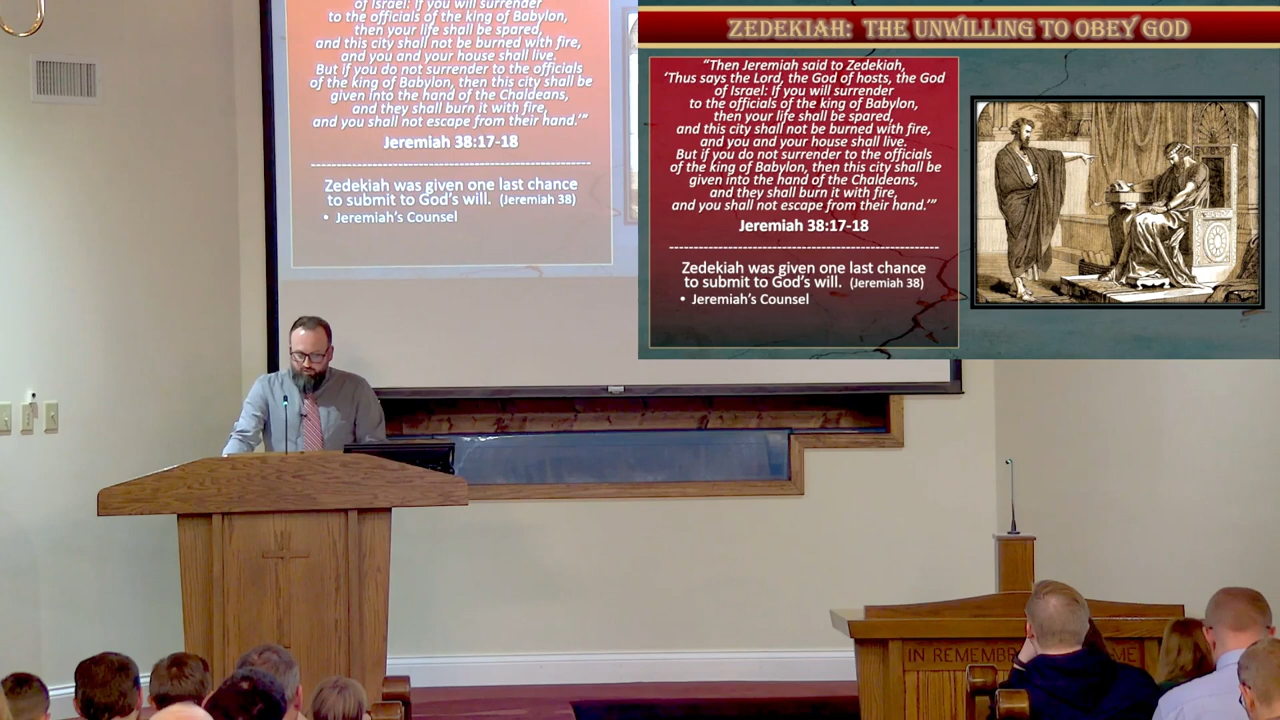 of Israel: If you will surrender
to the officials of the king of Babylon,
then your life shall be spared,
and this city shall not be burned with fire,
and you and your house shall live.
But if you do not surrender to the officials
of the king of Babylon, then this city shall be
given into the hand of the Chaldeans,
and they shall burn it with fire,
and you shall not escape from their hand.’”
Jeremiah 38:17-18
Zedekiah was given one last chance
to submit to God’s will. (Jeremiah 38)
• Jeremiah’s Counsel
ZEDEKIAH: THE UNWILLING TO OBEY GOD
“Then Jeremiah said to Zedekiah,
‘Thus says the Lord, the God of hosts, the God
of Israel: If you will surrender
to the officials of the king of Babylon,
then your life shall be spared,
and this city shall not be burned with fire,
and you and your house shall live.
But if you do not surrender to the officials
of the king of Babylon, then this city shall be
given into the hand of the Chaldeans,
and they shall burn it with fire,
and you shall not escape from their hand.’”
Jeremiah 38:17-18
Zedekiah was given one last chance
to submit to God’s will. (Jeremiah 38)
• Jeremiah’s Counsel
IN ME